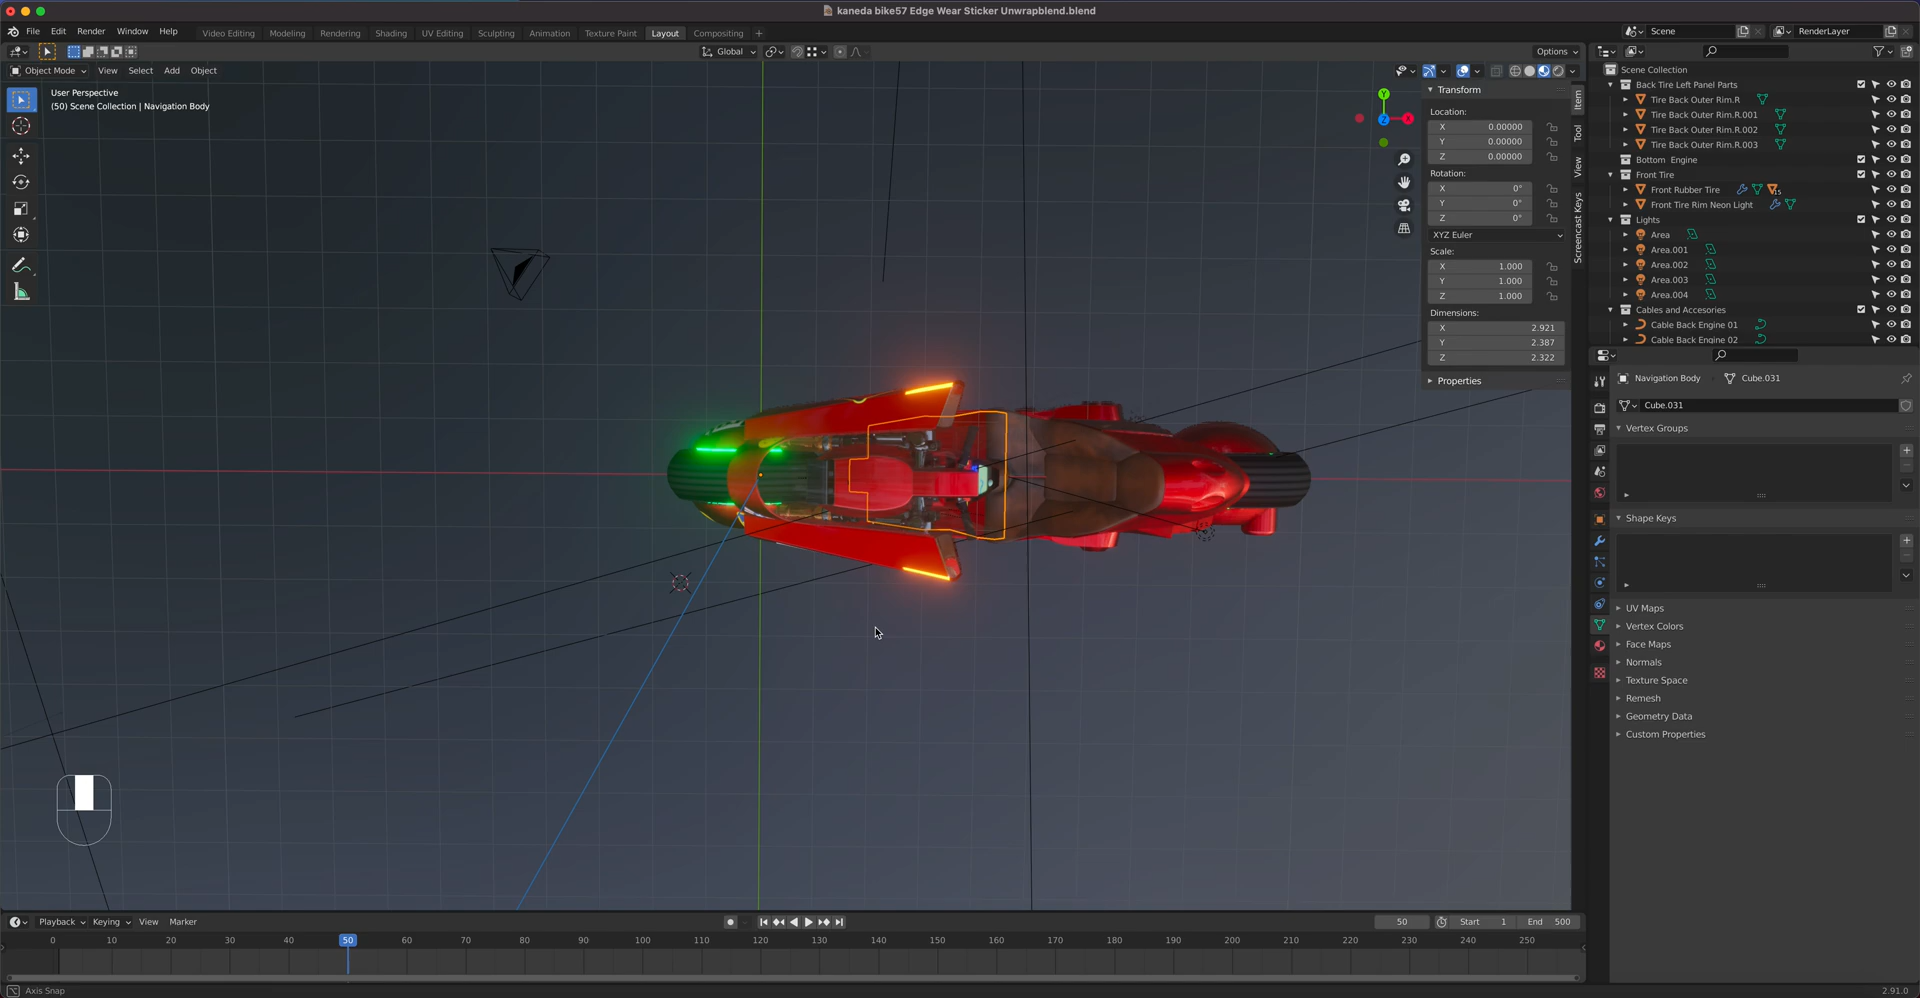 kaneda bike57 Edge Wear Sticker Unwrapblend.blend
File Edit Render Window Help Video Editing Modeling Rendering Shading UV Editing Sculpting Animation Texture Paint Layout Compositing + Scene RenderLayer
Global Options
Object Mode View Select Add Object
User Perspective
(50) Scene Collection | Navigation Body
Y
Z
X
Item
Tool
View
Screencast Keys
Transform
Location:
X 0.00000
Y 0.00000
Z 0.00000
Rotation:
X 0°
Y 0°
Z 0°
XYZ Euler
Scale:
X 1.000
Y 1.000
Z 1.000
Dimensions:
X 2.921
Y 2.387
Z 2.322
Properties
Scene Collection
Back Tire Left Panel Parts
Tire Back Outer Rim.R
Tire Back Outer Rim.R.001
Tire Back Outer Rim.R.002
Tire Back Outer Rim.R.003
Bottom Engine
Front Tire
Front Rubber Tire 15
Front Tire Rim Neon Light
Lights
Area
Area.001
Area.002
Area.003
Area.004
Cables and Accesories
Cable Back Engine 01
Cable Back Engine 02
Navigation Body Cube.031
Cube.031
Vertex Groups
Shape Keys
UV Maps
Vertex Colors
Face Maps
Normals
Texture Space
Remesh
Geometry Data
Custom Properties
Playback Keying View Marker 50 Start 1 End 500
0 10 20 30 40 50 60 70 80 90 100 110 120 130 140 150 160 170 180 190 200 210 220 230 240 250
Axis Snap 2.91.0